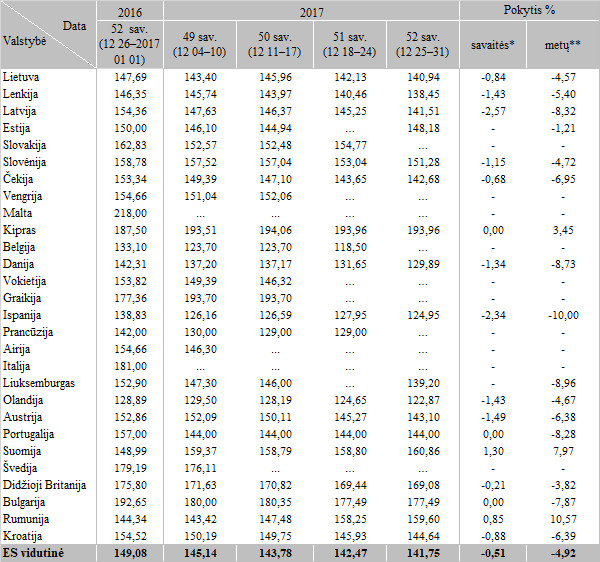 Data 2016 2017 Pokytis %
Valstybė 52 sav. (12 26–2017 01 01) 49 sav. (12 04–10) 50 sav. (12 11–17) 51 sav. (12 18–24) 52 sav. (12 25–31) savaitės* metų**
Lietuva 147,69 143,40 145,96 142,13 140,94 -0,84 -4,57
Lenkija 146,35 145,74 143,97 140,46 138,45 -1,43 -5,40
Latvija 154,36 147,63 146,37 145,25 141,51 -2,57 -8,32
Estija 150,00 146,10 144,94 ... 148,18 - -1,21
Slovakija 162,83 152,57 152,48 154,77 ... - -
Slovėnija 158,78 157,52 157,04 153,04 151,28 -1,15 -4,72
Čekija 153,34 149,39 147,10 143,65 142,68 -0,68 -6,95
Vengrija 154,66 151,04 152,06 ... ... - -
Malta 218,00 ... ... ... ... - -
Kipras 187,50 193,51 194,06 193,96 193,96 0,00 3,45
Belgija 133,10 123,70 123,70 118,50 ... - -
Danija 142,31 137,20 137,17 131,65 129,89 -1,34 -8,73
Vokietija 153,82 149,39 146,32 ... ... - -
Graikija 177,36 193,70 193,70 ... ... - -
Ispanija 138,83 126,16 126,59 127,95 124,95 -2,34 -10,00
Prancūzija 142,00 130,00 129,00 129,00 ... - -
Airija 154,66 146,30 ... ... ... - -
Italija 181,00 ... ... ... ... - -
Liuksemburgas 152,90 147,30 146,00 ... 139,20 - -8,96
Olandija 128,89 129,50 128,19 124,65 122,87 -1,43 -4,67
Austrija 152,86 152,09 150,11 145,27 143,10 -1,49 -6,38
Portugalija 157,00 144,00 144,00 144,00 144,00 0,00 -8,28
Suomija 148,99 159,37 158,79 158,80 160,86 1,30 7,97
Švedija 179,19 176,11 ... ... ... - -
Didžioji Britanija 175,80 171,63 170,82 169,44 169,08 -0,21 -3,82
Bulgarija 192,65 180,00 180,35 177,49 177,49 0,00 -7,87
Rumunija 144,34 143,42 147,48 158,25 159,60 0,85 10,57
Kroatija 154,52 150,19 149,75 145,93 144,64 -0,88 -6,39
ES vidutinė 149,08 145,14 143,78 142,47 141,75 -0,51 -4,92